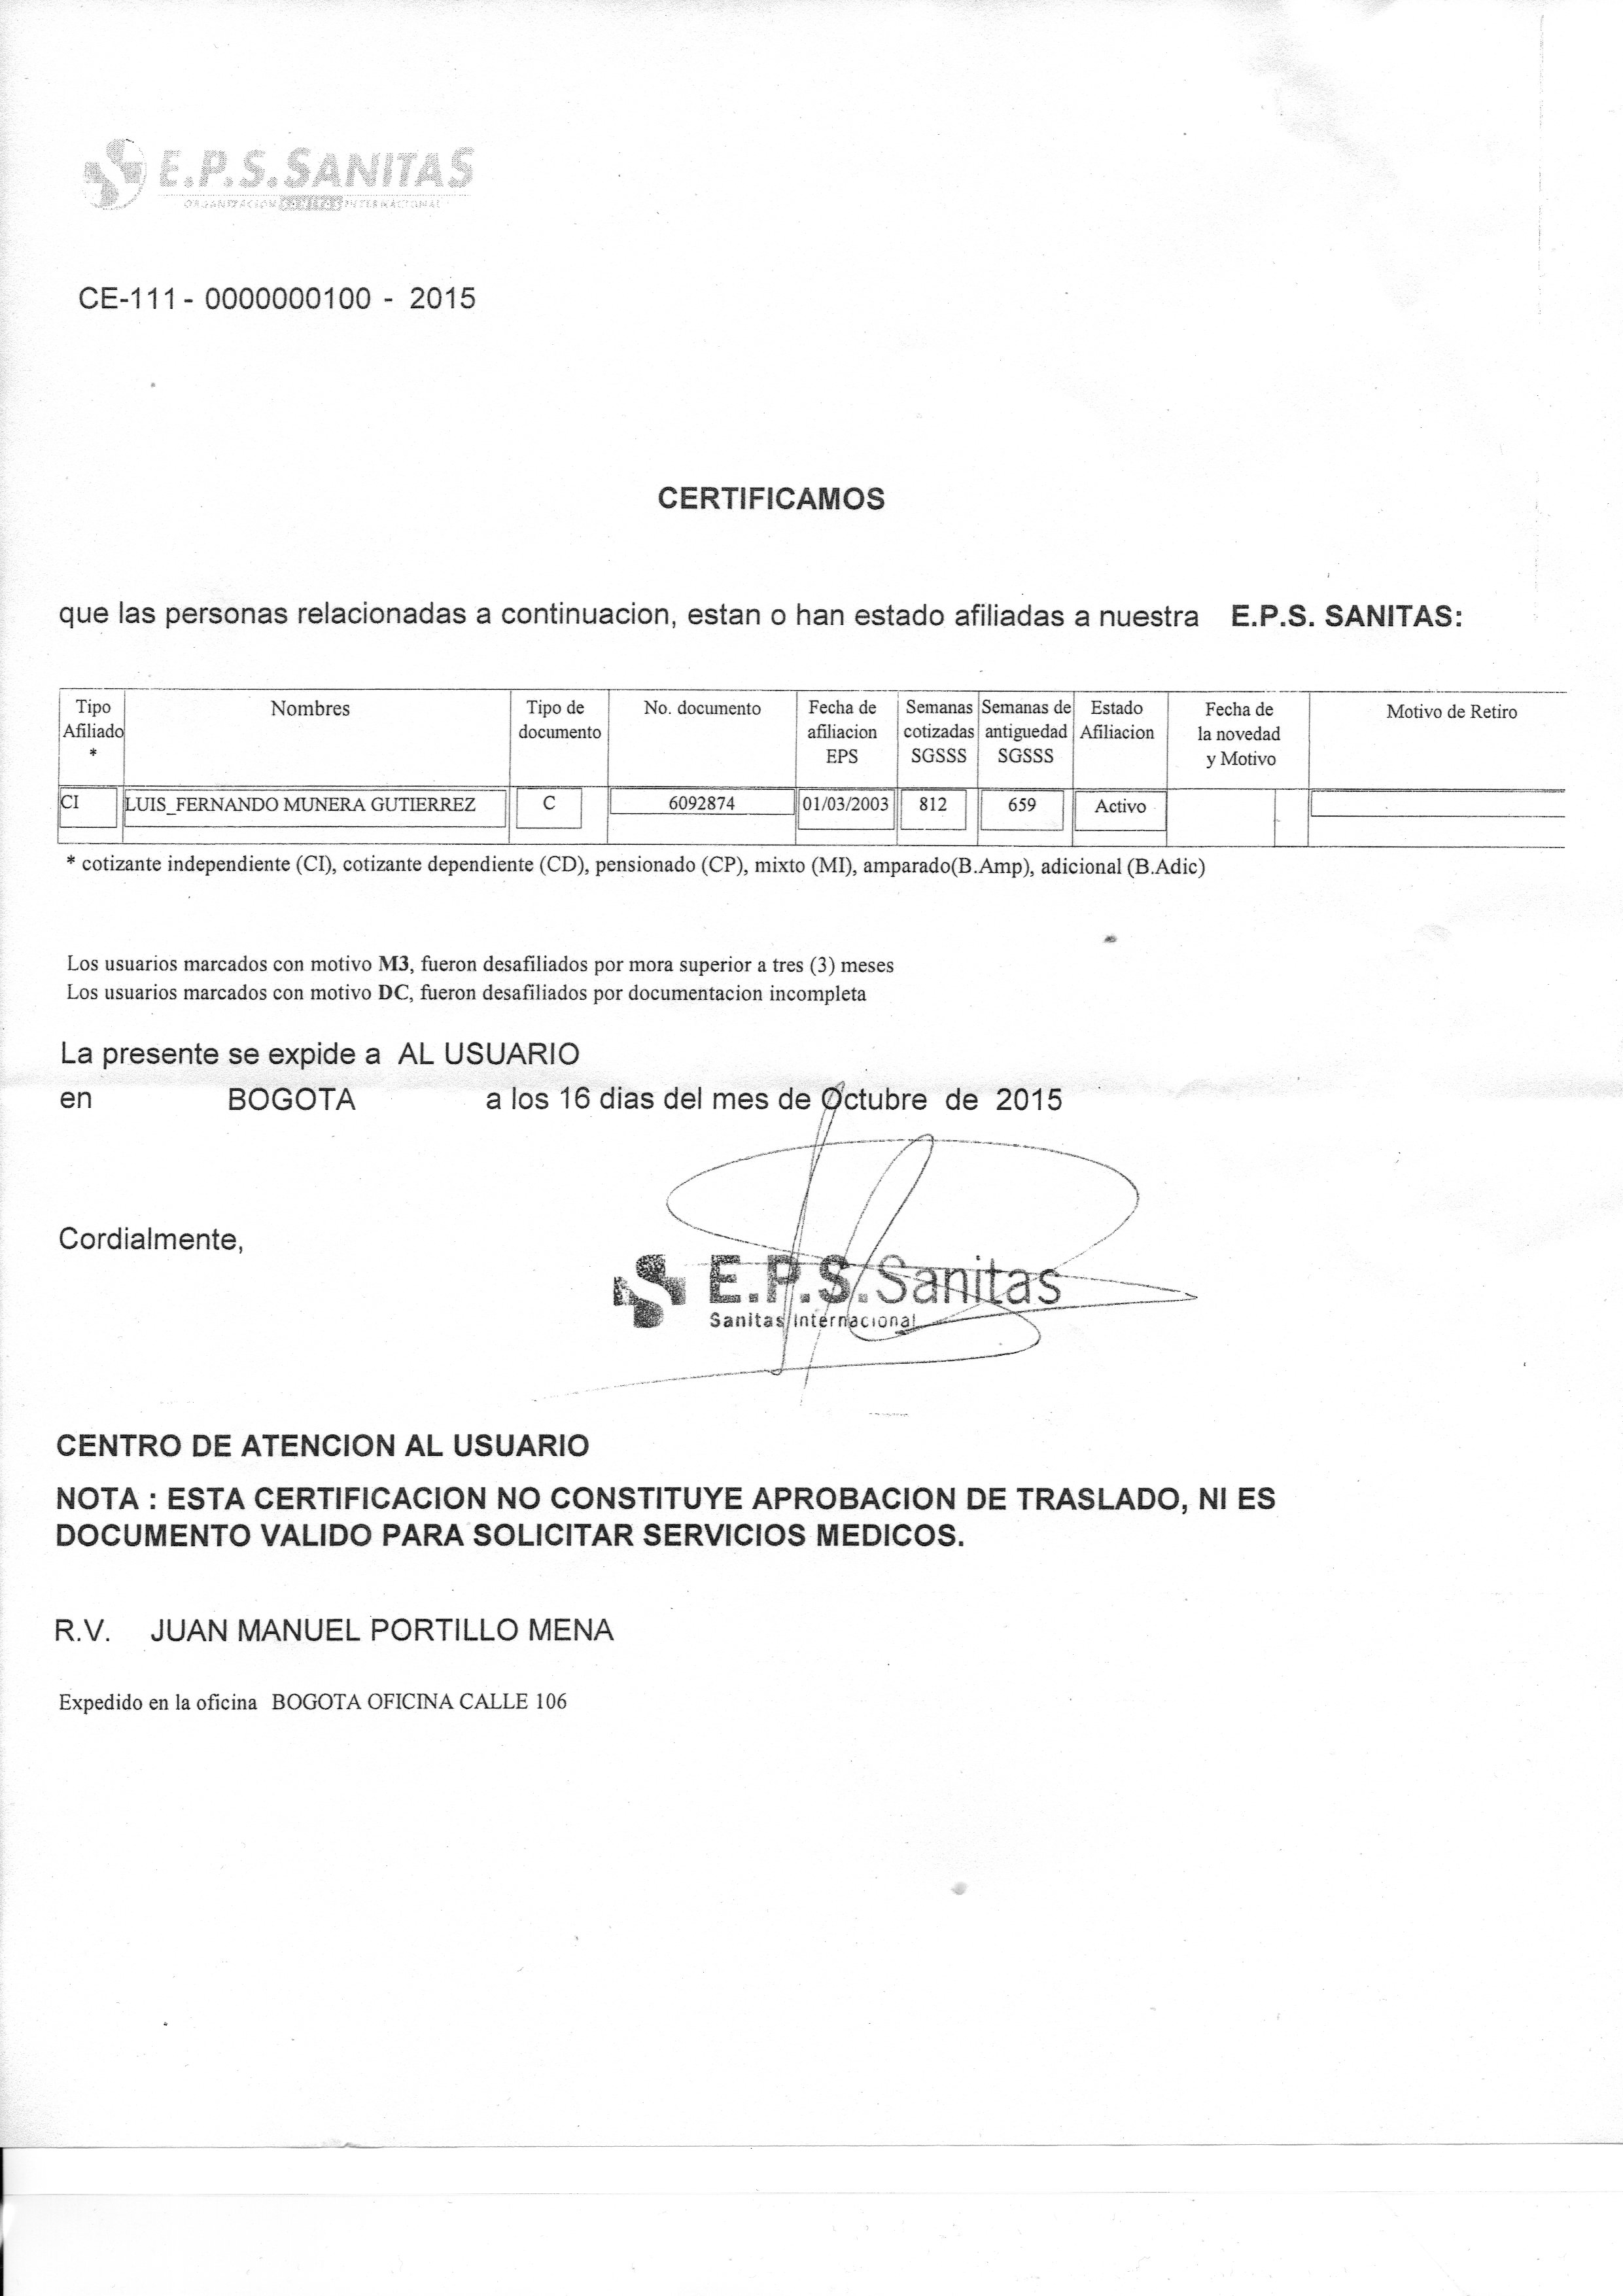 E.P.S.SANITAS
ORGANIZACION SANITAS INTERNACIONAL
CE-111 - 0000000100 - 2015
CERTIFICAMOS
que las personas relacionadas a continuacion, estan o han estado afiliadas a nuestra E.P.S. SANITAS:
Tipo Afiliado * Nombres Tipo de documento No. documento Fecha de afiliacion EPS Semanas cotizadas SGSSS Semanas de antiguedad SGSSS Estado Afiliacion Fecha de la novedad y Motivo Motivo de Retiro
CI LUIS_FERNANDO MUNERA GUTIERREZ C 6092874 01/03/2003 812 659 Activo
* cotizante independiente (CI), cotizante dependiente (CD), pensionado (CP), mixto (MI), amparado(B.Amp), adicional (B.Adic)
Los usuarios marcados con motivo M3, fueron desafiliados por mora superior a tres (3) meses
Los usuarios marcados con motivo DC, fueron desafiliados por documentacion incompleta
La presente se expide a AL USUARIO
en BOGOTA a los 16 dias del mes de Octubre de 2015
Cordialmente,
E.P.S.Sanitas
Sanitas Internacional
CENTRO DE ATENCION AL USUARIO
NOTA : ESTA CERTIFICACION NO CONSTITUYE APROBACION DE TRASLADO, NI ES
DOCUMENTO VALIDO PARA SOLICITAR SERVICIOS MEDICOS.
R.V. JUAN MANUEL PORTILLO MENA
Expedido en la oficina BOGOTA OFICINA CALLE 106